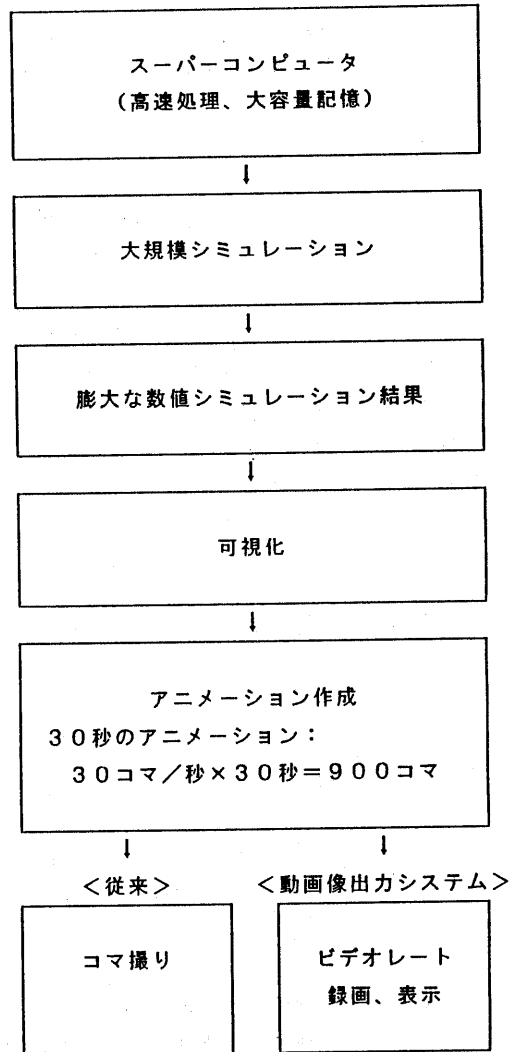 スーパーコンピュータ
（高速処理、大容量記憶）
大規模シミュレーション
膨大な数値シミュレーション結果
可視化
アニメーション作成
３０秒のアニメーション：
３０コマ／秒×３０秒＝９００コマ
＜従来＞
＜動画像出力システム＞
コマ撮り
ビデオレート
録画、表示